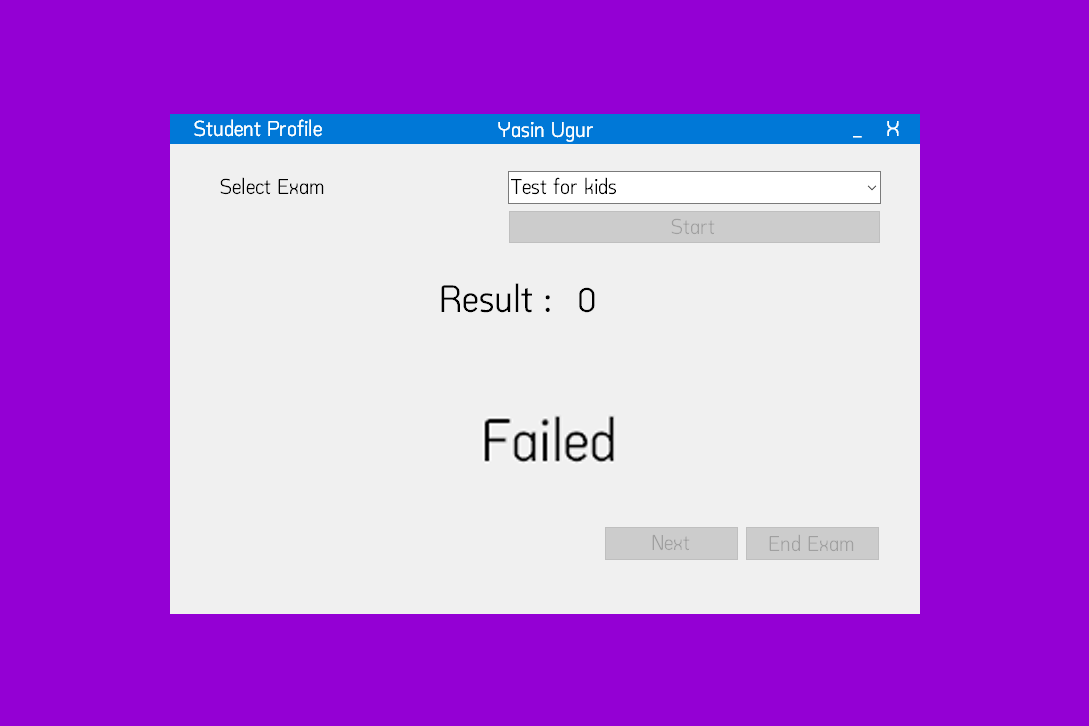 Student Profile Yasin Ugur _ X
Select Exam Test for kids
Start
Result : 0
Failed
Next End Exam